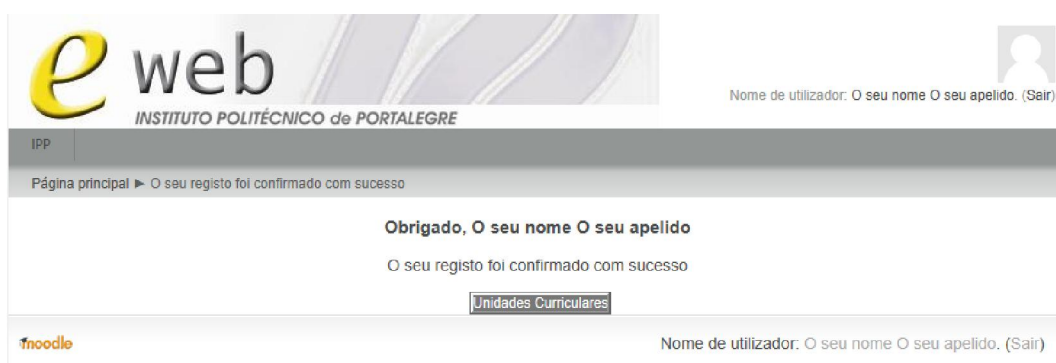 e web
INSTITUTO POLITÉCNICO de PORTALEGRE
Nome de utilizador: O seu nome O seu apelido. (Sair)
IPP
Página principal ► O seu registo foi confirmado com sucesso
Obrigado, O seu nome O seu apelido
O seu registo foi confirmado com sucesso
Unidades Curriculares
moodle
Nome de utilizador: O seu nome O seu apelido. (Sair)